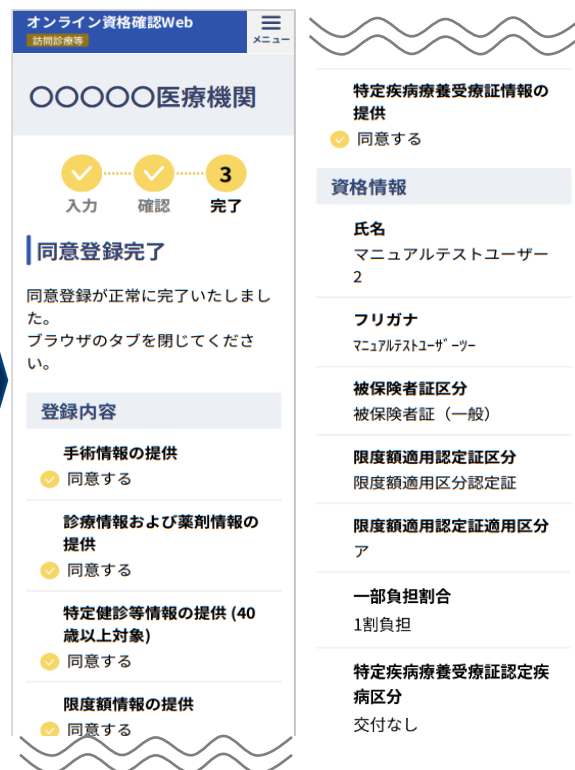 オンライン資格確認Web
訪問診療等
メニュー
〇〇〇〇〇医療機関
3
入力
確認
完了
同意登録完了
同意登録が正常に完了いたしまし
た。
ブラウザのタブを閉じてくださ
い。
登録内容
手術情報の提供
同意する
診療情報および薬剤情報の
提供
同意する
特定健診等情報の提供 (40
歳以上対象)
同意する
限度額情報の提供
同意する
特定疾病療養受療証情報の
提供
同意する
資格情報
氏名
マニュアルテストユーザー
2
フリガナ
ﾏﾆｭｱﾙﾃｽﾄﾕｰｻﾞｰﾂｰ
被保険者証区分
被保険者証（一般）
限度額適用認定証区分
限度額適用区分認定証
限度額適用認定証適用区分
ア
一部負担割合
1割負担
特定疾病療養受療証認定疾
病区分
交付なし